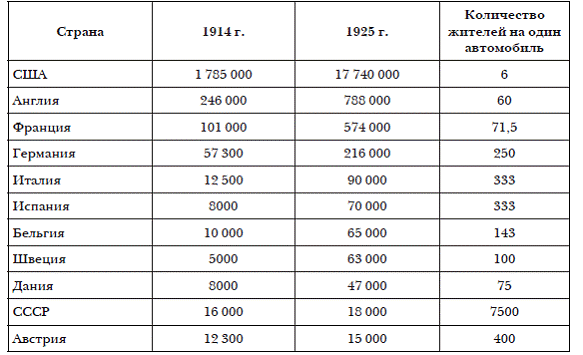 Страна 1914 г. 1925 г. Количество жителей на один автомобиль
США 1 785 000 17 740 000 6
Англия 246 000 788 000 60
Франция 101 000 574 000 71,5
Германия 57 300 216 000 250
Италия 12 500 90 000 333
Испания 8000 70 000 333
Бельгия 10 000 65 000 143
Швеция 5000 63 000 100
Дания 8000 47 000 75
СССР 16 000 18 000 7500
Австрия 12 300 15 000 400